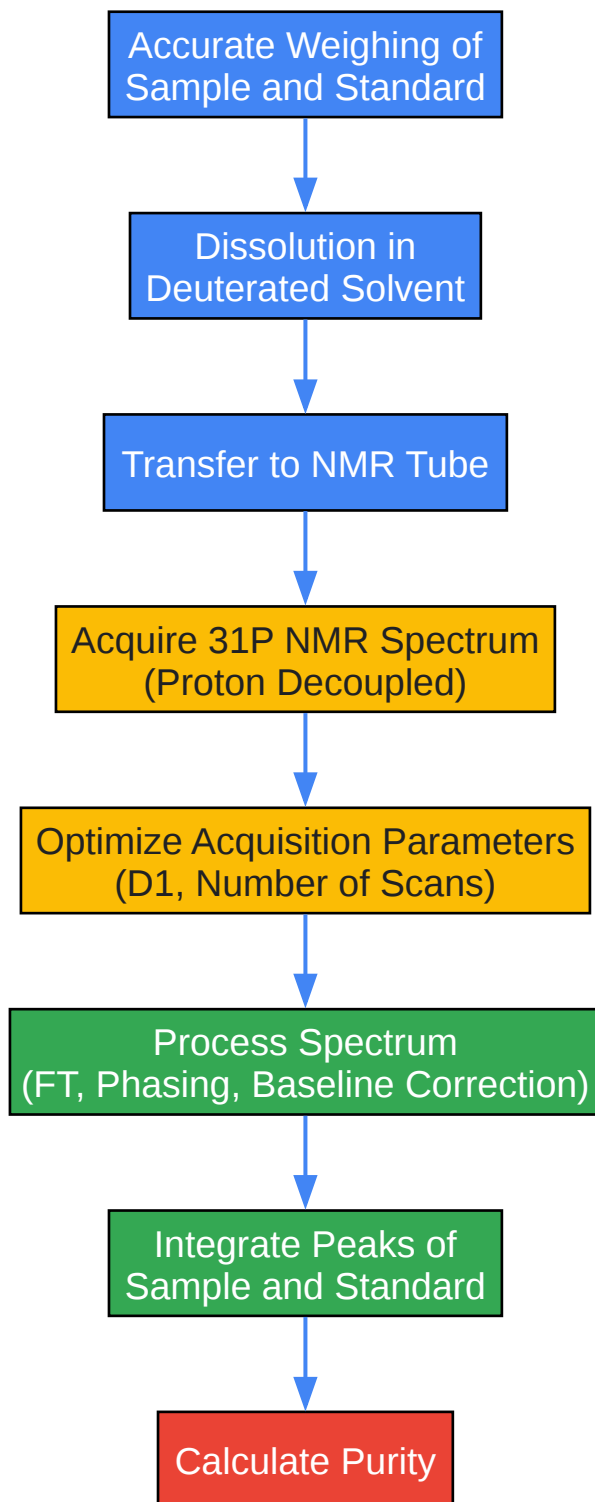 Accurate Weighing of
Sample and Standard
Dissolution in
Deuterated Solvent
Transfer to NMR Tube
Acquire 31P NMR Spectrum
(Proton Decoupled)
Optimize Acquisition Parameters
(D1, Number of Scans)
Process Spectrum
(FT, Phasing, Baseline Correction)
Integrate Peaks of
Sample and Standard
Calculate Purity